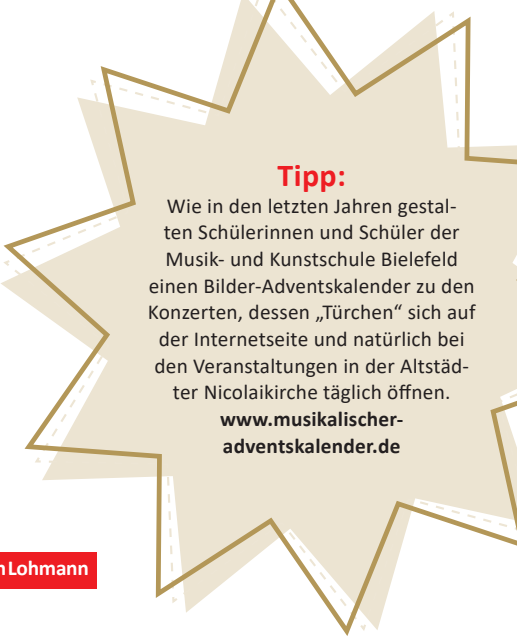 Tipp:
Wie in den letzten Jahren gestal-
ten Schülerinnen und Schüler der
Musik- und Kunstschule Bielefeld
einen Bilder-Adventskalender zu den
Konzerten, dessen „Türchen“ sich auf
der Internetseite und natürlich bei
den Veranstaltungen in der Altstäd-
ter Nicolaikirche täglich öffnen.
www.musikalischer-
adventskalender.de
Lohmann